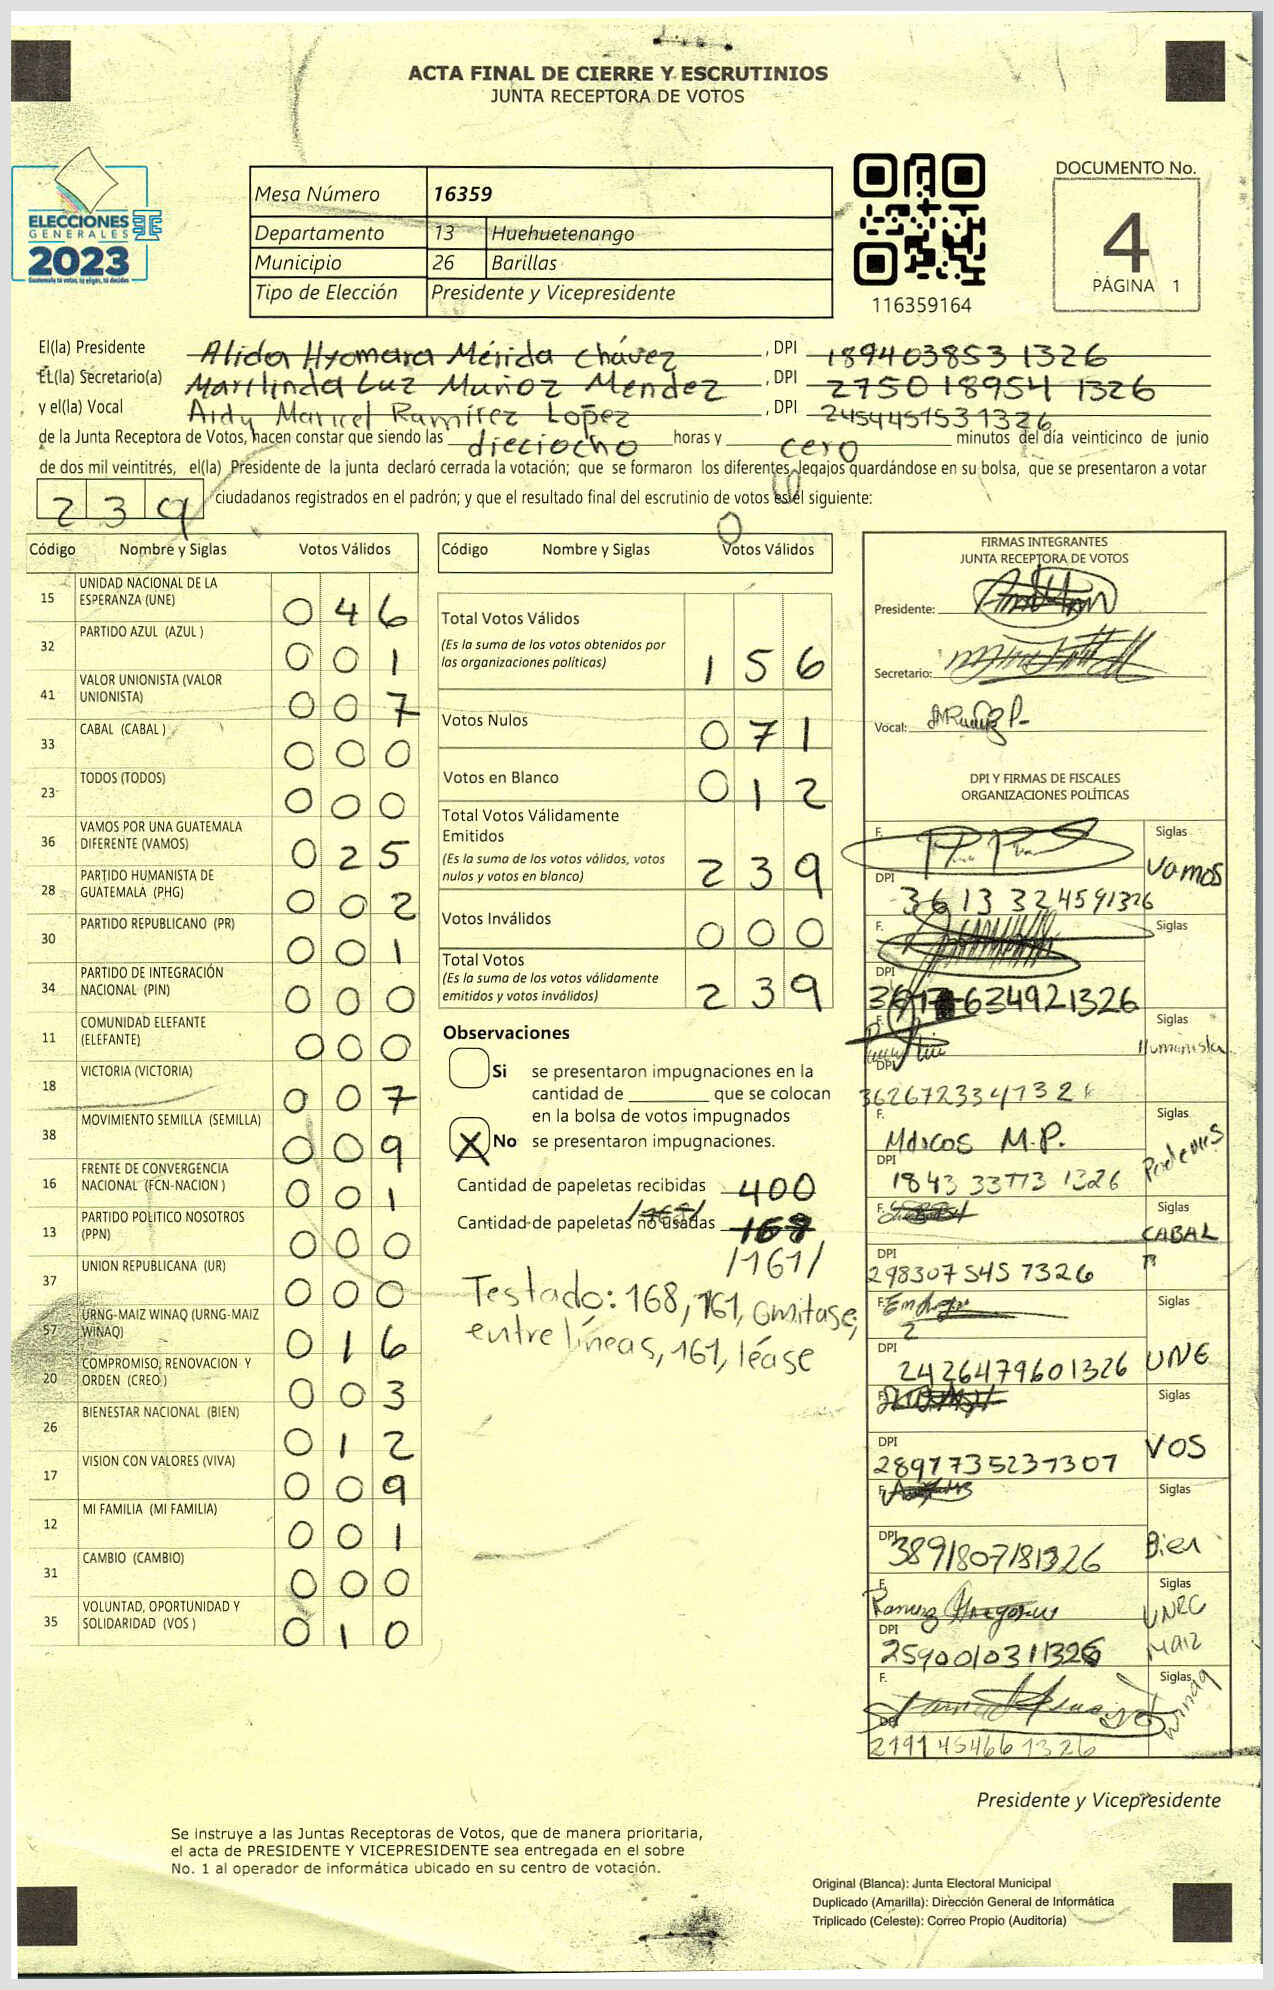 ACTA FINAL DE CIERRE Y ESCRUTINIOS
JUNTA RECEPTORA DE VOTOS
ELECCIONES
GENERALES
2023
Guatemala tú votas, tú eliges, tú decides
Mesa Número 16359
Departamento 13 Huehuetenango
Municipio 26 Barillas
Tipo de Elección Presidente y Vicepresidente
116359164
DOCUMENTO No.
4
PÁGINA 1
El(la) Presidente Alida Hyomara Mérida Chávez, DPI 189403853 1326
EL(la) Secretario(a) Marilinda Luz Muñoz Mendez, DPI 275018954 1326
y el(la) Vocal Aidy Maricel Ramírez López, DPI 2454451531326
de la Junta Receptora de Votos, hacen constar que siendo las dieciocho horas y cero minutos del día veinticinco de junio
de dos mil veintitrés, el(la) Presidente de la junta declaró cerrada la votación; que se formaron los diferentes legajos quardándose en su bolsa, que se presentaron a votar
239 ciudadanos registrados en el padrón; y que el resultado final del escrutinio de votos es el siguiente:
Código Nombre y Siglas Votos Válidos
15 UNIDAD NACIONAL DE LA ESPERANZA (UNE) 046
32 PARTIDO AZUL (AZUL ) 001
41 VALOR UNIONISTA (VALOR UNIONISTA) 007
33 CABAL (CABAL ) 000
23 TODOS (TODOS) 000
36 VAMOS POR UNA GUATEMALA DIFERENTE (VAMOS) 025
28 PARTIDO HUMANISTA DE GUATEMALA (PHG) 002
30 PARTIDO REPUBLICANO (PR) 001
34 PARTIDO DE INTEGRACIÓN NACIONAL (PIN) 000
11 COMUNIDAD ELEFANTE (ELEFANTE) 000
18 VICTORIA (VICTORIA) 007
38 MOVIMIENTO SEMILLA (SEMILLA) 009
16 FRENTE DE CONVERGENCIA NACIONAL (FCN-NACION ) 001
13 PARTIDO POLITICO NOSOTROS (PPN) 000
37 UNION REPUBLICANA (UR) 000
57 URNG-MAIZ WINAQ (URNG-MAIZ WINAQ) 016
20 COMPROMISO, RENOVACION Y ORDEN (CREO ) 003
26 BIENESTAR NACIONAL (BIEN) 012
17 VISION CON VALORES (VIVA) 009
12 MI FAMILIA (MI FAMILIA) 001
31 CAMBIO (CAMBIO) 000
35 VOLUNTAD, OPORTUNIDAD Y SOLIDARIDAD (VOS ) 010
Código Nombre y Siglas Votos Válidos
Total Votos Válidos
(Es la suma de los votos obtenidos por
las organizaciones políticas) 156
Votos Nulos 071
Votos en Blanco 012
Total Votos Válidamente
Emitidos
(Es la suma de los votos válidos, votos
nulos y votos en blanco) 239
Votos Inválidos 000
Total Votos
(Es la suma de los votos válidamente
emitidos y votos inválidos) 239
Observaciones
Si se presentaron impugnaciones en la
cantidad de ________ que se colocan
en la bolsa de votos impugnados
X No se presentaron impugnaciones.
Cantidad de papeletas recibidas 400
Cantidad de papeletas no usadas
/161/
Testado: 168, 161, omitase;
entre líneas, 161, léase
FIRMAS INTEGRANTES
JUNTA RECEPTORA DE VOTOS
Presidente:
Secretario:
Vocal:
DPI Y FIRMAS DE FISCALES
ORGANIZACIONES POLÍTICAS
F. Siglas
Vamos
DPI
3613 324591326
F. Siglas
DPI
634921326
F. Siglas
Humanista
DPI
F. Siglas
Marcos M.P.
Podemos
DPI
1843 33773 1326
F. Siglas
CABAL
DPI
298307545 1326
F. Siglas
DPI
2426479601326 UNE
F. Siglas
DPI VOS
2897735231307
F. Siglas
DPI
3891807181326 Bien
F. Siglas
Ramirez
URNG
DPI Maiz
2590010311326
F. Siglas
Winaq
DPI
2191454661326
Presidente y Vicepresidente
Se instruye a las Juntas Receptoras de Votos, que de manera prioritaria,
el acta de PRESIDENTE Y VICEPRESIDENTE sea entregada en el sobre
No. 1 al operador de informática ubicado en su centro de votación.
Original (Blanca): Junta Electoral Municipal
Duplicado (Amarilla): Dirección General de Informática
Triplicado (Celeste): Correo Propio (Auditoría)